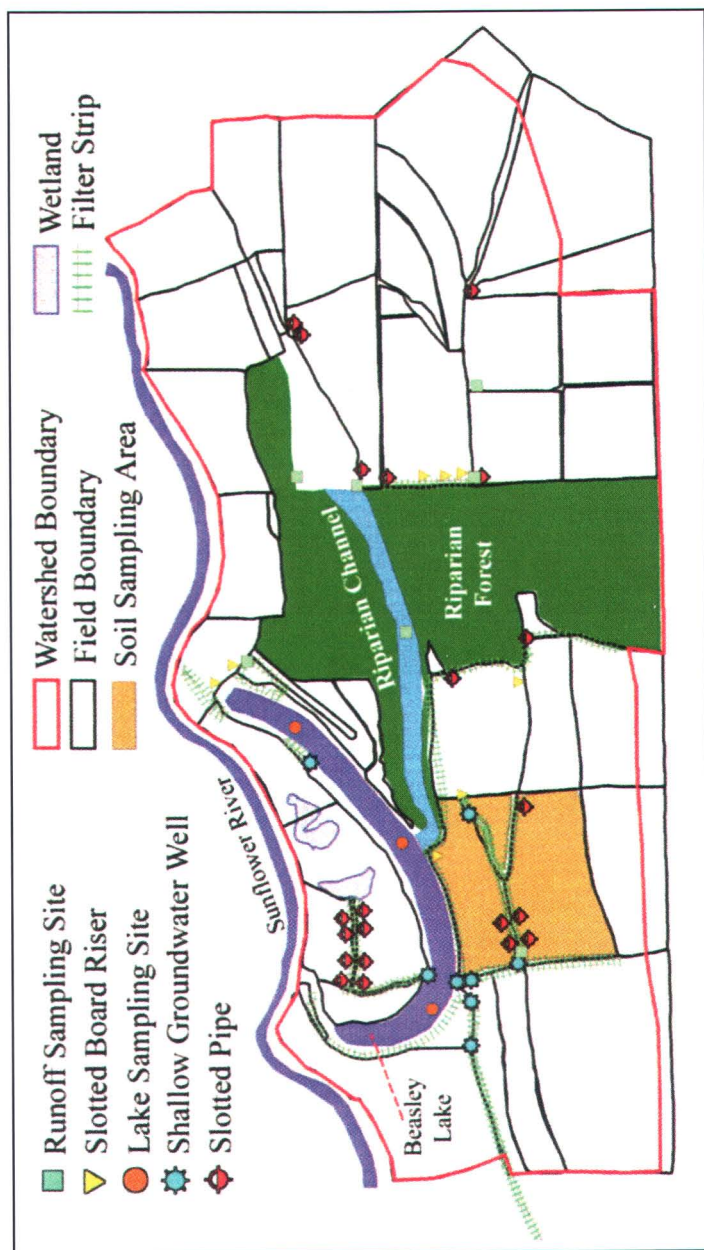 Runoff Sampling Site
Slotted Board Riser
Lake Sampling Site
Shallow Groundwater Well
Slotted Pipe
Watershed Boundary
Field Boundary
Soil Sampling Area
Wetland
Filter Strip
Sunflower River
Beasley
Lake
Riparian Channel
Riparian
Forest